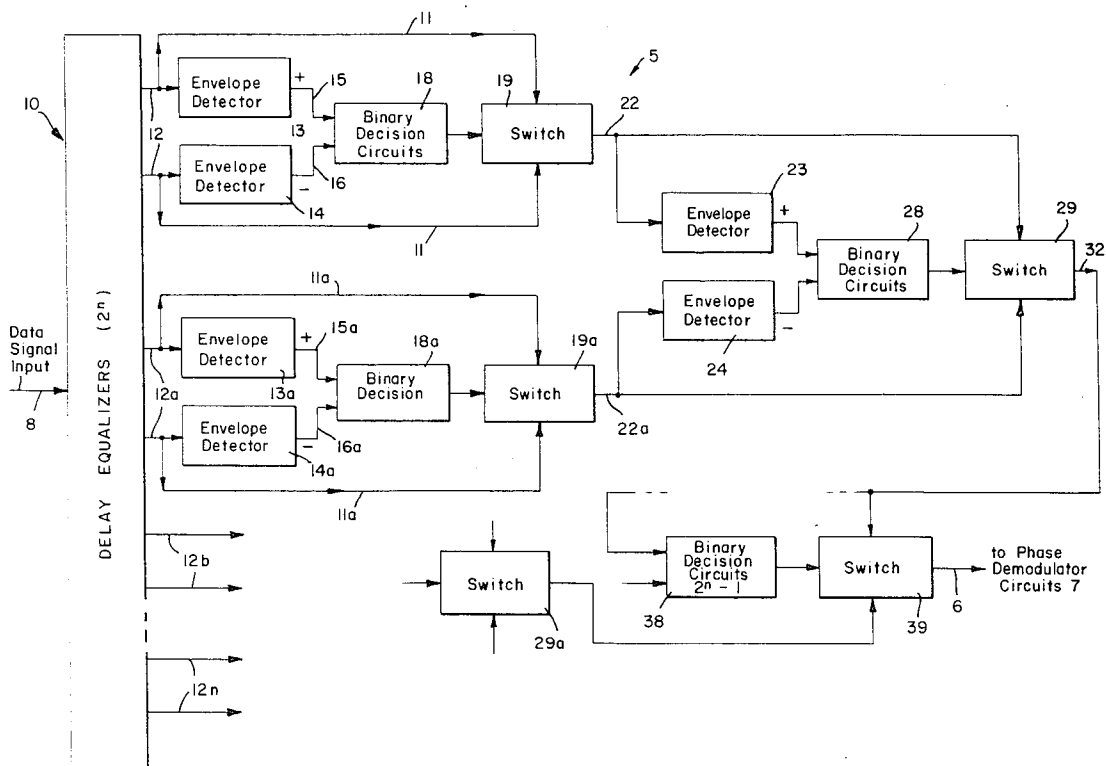 11
5
10
12
Envelope
Detector
+
15
13
18
Binary
Decision
Circuits
19
Switch
22
12
Envelope
Detector
–
16
14
11
23
Envelope
Detector
+
28
Binary
Decision
Circuits
29
Switch
32
Envelope
Detector
–
24
DELAY EQUALIZERS (2ⁿ)
Data
Signal
Input
8
11a
12a
Envelope
Detector
+
15a
13a
18a
Binary
Decision
19a
Switch
22a
Envelope
Detector
–
16a
14a
11a
12b
12n
Switch
29a
Binary
Decision
Circuits
2ⁿ – 1
38
Switch
39
6
to Phase
Demodulator
Circuits 7